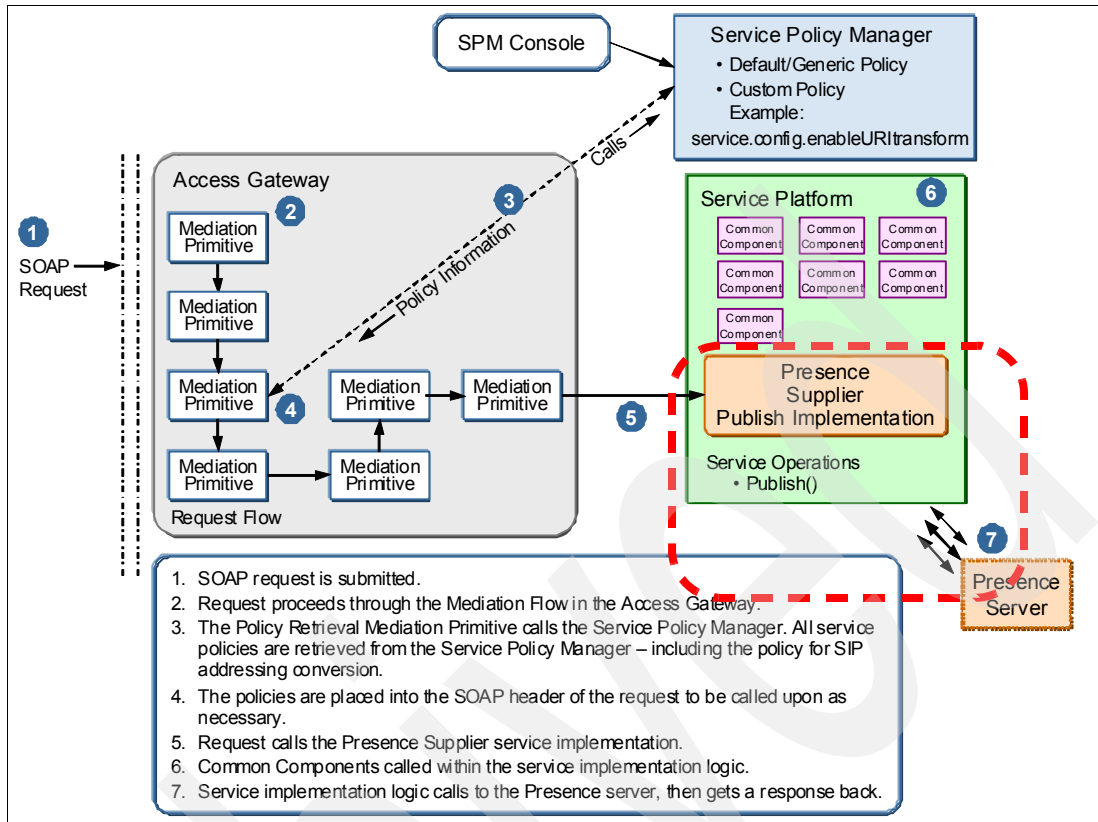 SPM Console
Service Policy Manager
• Default/Generic Policy
• Custom Policy
Example:
service.config.enableURItransform
Calls
3
Policy Information
Access Gateway
2
1
SOAP
Request
Mediation
Primitive
Mediation
Primitive
Mediation
Primitive
4
Mediation
Primitive
Mediation
Primitive
Mediation
Primitive
Mediation
Primitive
Request Flow
5
6
Service Platform
Common
Component
Common
Component
Common
Component
Common
Component
Common
Component
Common
Component
Common
Component
Presence
Supplier
Publish Implementation
Service Operations
• Publish()
7
Presence
Server
1. SOAP request is submitted.
2. Request proceeds through the Mediation Flow in the Access Gateway.
3. The Policy Retrieval Mediation Primitive calls the Service Policy Manager. All service
policies are retrieved from the Service Policy Manager – including the policy for SIP
addressing conversion.
4. The policies are placed into the SOAP header of the request to be called upon as
necessary.
5. Request calls the Presence Supplier service implementation.
6. Common Components called within the service implementation logic.
7. Service implementation logic calls to the Presence server, then gets a response back.